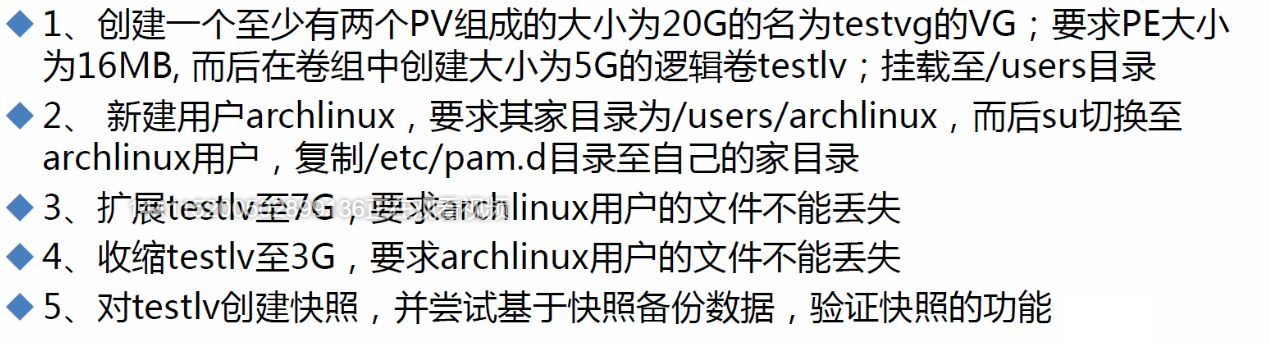 1、创建一个至少有两个PV组成的大小为20G的名为testvg的VG；要求PE大小
为16MB, 而后在卷组中创建大小为5G的逻辑卷testlv；挂载至/users目录
2、 新建用户archlinux，要求其家目录为/users/archlinux，而后su切换至
archlinux用户，复制/etc/pam.d目录至自己的家目录
3、扩展testlv至7G，要求archlinux用户的文件不能丢失
4、收缩testlv至3G，要求archlinux用户的文件不能丢失
5、对testlv创建快照，并尝试基于快照备份数据，验证快照的功能